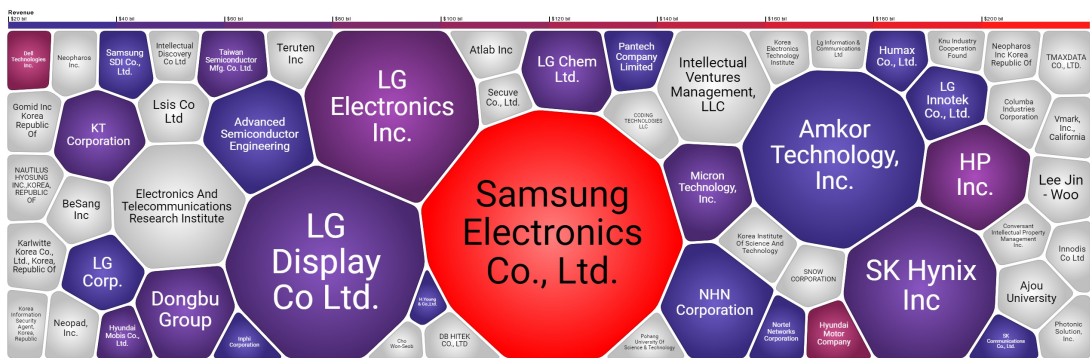 Revenue
$20 bil
$40 bil
$60 bil
$80 bil
$100 bil
$120 bil
$140 bil
$160 bil
$180 bil
$200 bil
Dell
Technologies
Inc.
Neopharos
Inc.
Samsung
SDI Co.,
Ltd.
Intellectual
Discovery
Co Ltd
Taiwan
Semiconductor
Mfg. Co. Ltd.
Teruten
Inc
LG
Electronics
Inc.
Atlab Inc
LG Chem
Ltd.
Pantech
Company
Limited
Intellectual
Ventures
Management,
LLC
Korea
Electronics
Technology
Institute
Lg Information &
Communications
Ltd
Humax
Co., Ltd.
Knu Industry
Cooperation
Found
Neopharos
Inc Korea
Republic Of
TMAXDATA
CO., LTD.
Gomid Inc
Korea
Republic
Of
KT
Corporation
Lsis Co
Ltd
Advanced
Semiconductor
Engineering
Secuve
Co., Ltd.
CODING
TECHNOLOGIES
LLC
Amkor
Technology,
Inc.
LG
Innotek
Co., Ltd.
Columba
Industries
Corporation
Vmark,
Inc.,
California
NAUTILUS
HYOSUNG
INC.,KOREA,
REPUBLIC
OF
BeSang
Inc
Electronics And
Telecommunications
Research Institute
LG
Display
Co Ltd.
Samsung
Electronics
Co., Ltd.
Micron
Technology,
Inc.
HP
Inc.
Lee Jin
- Woo
Karlwitte
Korea Co.,
Ltd., Korea,
Republic Of
LG
Corp.
Korea Institute
Of Science And
Technology
SK Hynix
Inc
Conversant
Intellectual Property
Management
Inc.
Innodis
Co Ltd
Korea
Information
Security
Agent,
Korea,
Republic
Neopad,
Inc.
Hyundai
Mobis Co.,
Ltd.
Dongbu
Group
Inphi
Corporation
H Young
& Co.,Ltd.
Cho
Won-Seob
DB HITEK
CO., LTD
Pohang
University Of
Science & Technology
NHN
Corporation
SNOW
CORPORATION
Nortel
Networks
Corporation
Hyundai
Motor
Company
SK
Communications
Co., Ltd.
Ajou
University
Photonic
Solution,
Inc.